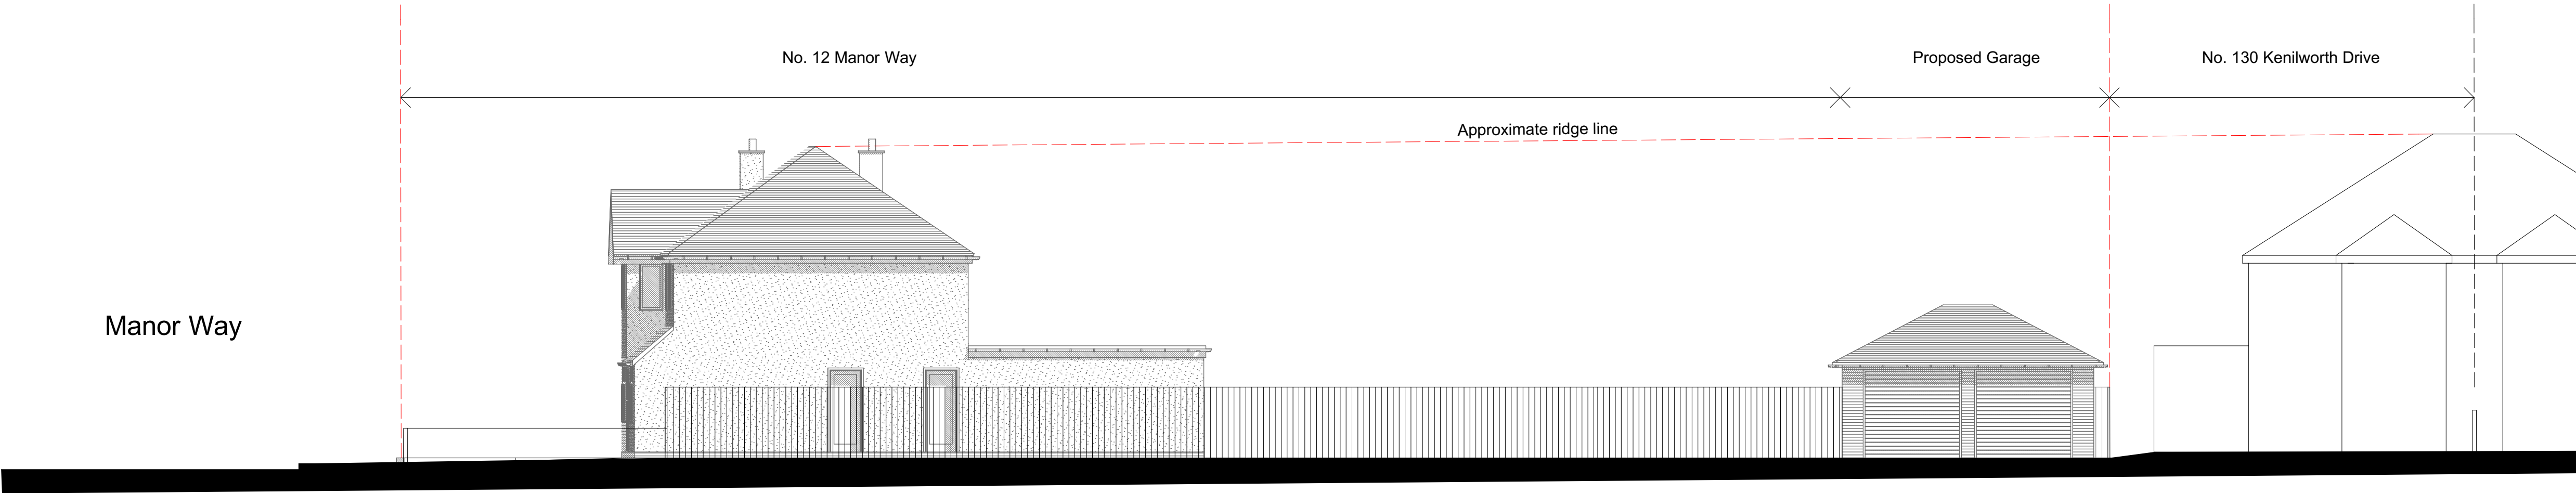 No. 12 Manor Way
Proposed Garage
No. 130 Kenilworth Drive
Approximate ridge line
Manor Way